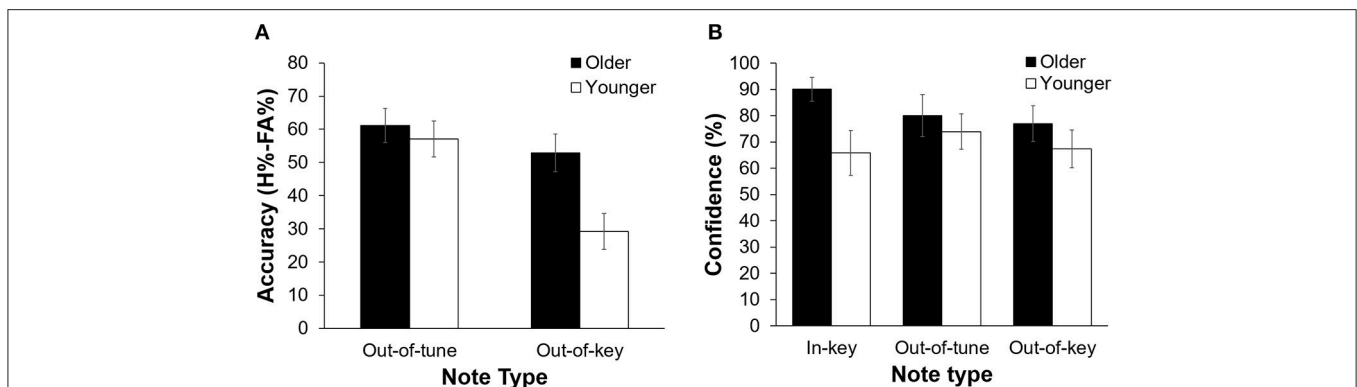 A
Accuracy (H%-FA%)
80
70
60
50
40
30
20
10
0
Older
Younger
Out-of-tune
Out-of-key
Note Type
B
Confidence (%)
100
90
80
70
60
50
40
30
20
10
0
Older
Younger
In-key
Out-of-tune
Out-of-key
Note type